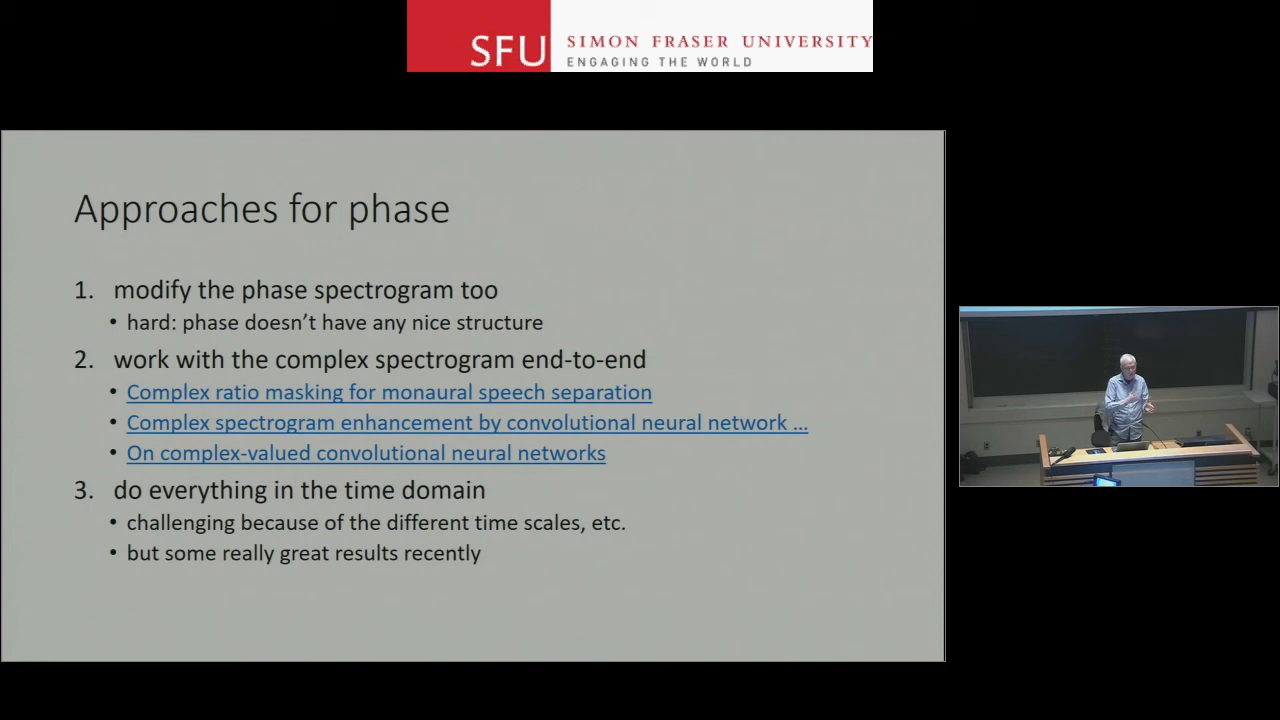 SFU SIMON FRASER UNIVERSITY
ENGAGING THE WORLD
Approaches for phase
1. modify the phase spectrogram too
• hard: phase doesn’t have any nice structure
2. work with the complex spectrogram end-to-end
• Complex ratio masking for monaural speech separation
• Complex spectrogram enhancement by convolutional neural network ...
• On complex-valued convolutional neural networks
3. do everything in the time domain
• challenging because of the different time scales, etc.
• but some really great results recently